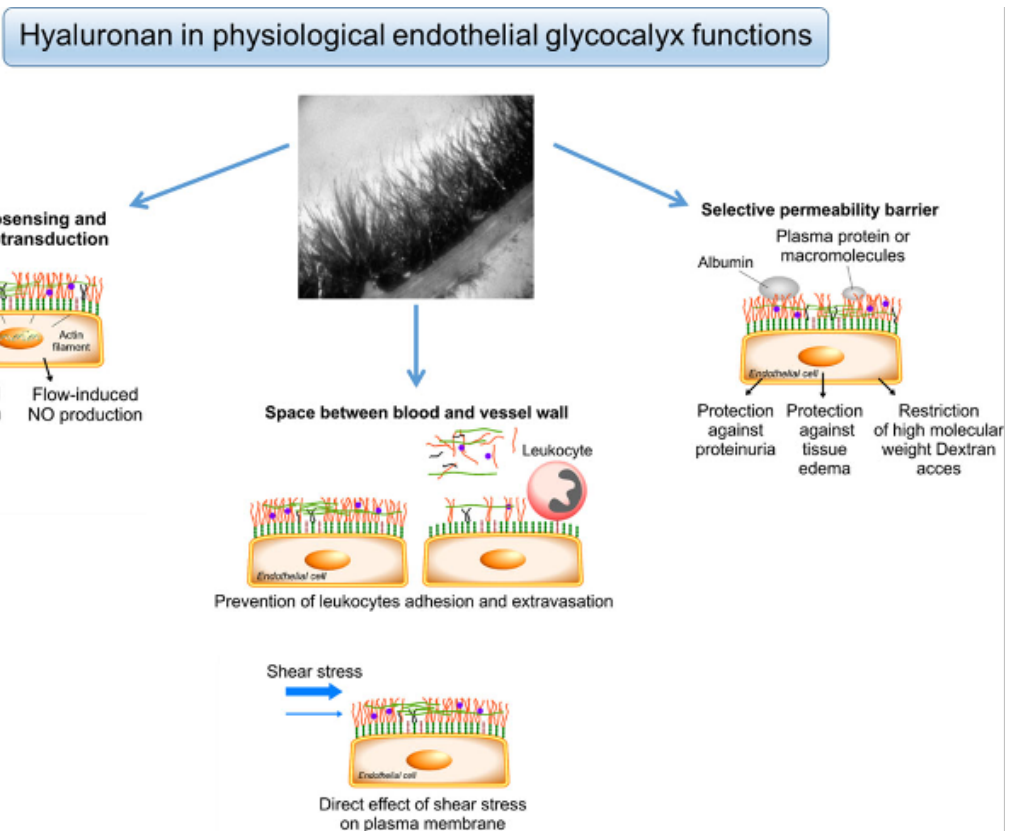 Hyaluronan in physiological endothelial glycocalyx functions
osensing and
transduction
Actin
filament
Flow-induced
NO production
Space between blood and vessel wall
Leukocyte
Endothelial cell
Prevention of leukocytes adhesion and extravasation
Shear stress
Endothelial cell
Direct effect of shear stress
on plasma membrane
Selective permeability barrier
Plasma protein or
macromolecules
Albumin
Endothelial cell
Protection
against
proteinuria
Protection
against
tissue
edema
Restriction
of high molecular
weight Dextran
acces